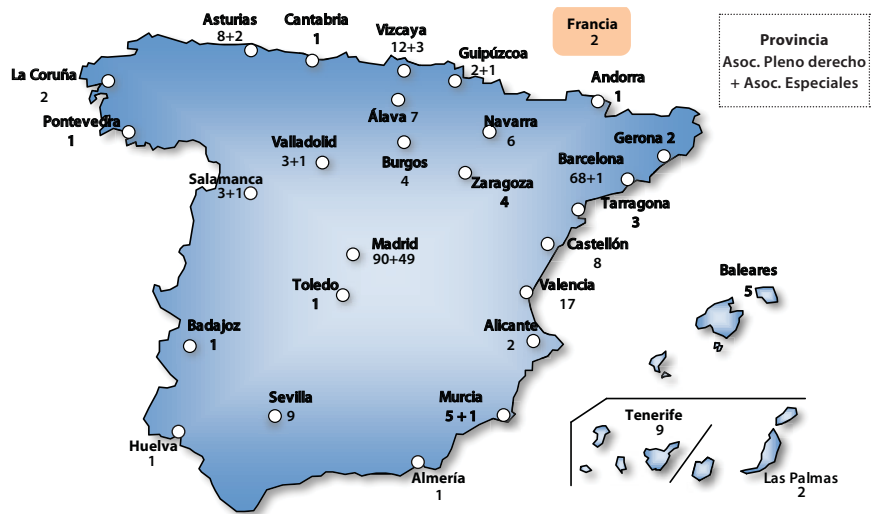 Asturias
8+2
Cantabria
1
Vizcaya
12+3
Guipúzcoa
2+1
Francia
2
Provincia
Asoc. Pleno derecho
+ Asoc. Especiales
La Coruña
2
Andorra
1
Pontevedra
1
Álava 7
Navarra
6
Gerona 2
Valladolid
3+1
Burgos
4
Barcelona
68+1
Zaragoza
4
Salamanca
3+1
Tarragona
3
Madrid
90+49
Castellón
8
Toledo
1
Valencia
17
Baleares
5
Badajoz
1
Alicante
2
Sevilla
9
Murcia
5 + 1
Tenerife
9
Huelva
1
Almería
1
Las Palmas
2